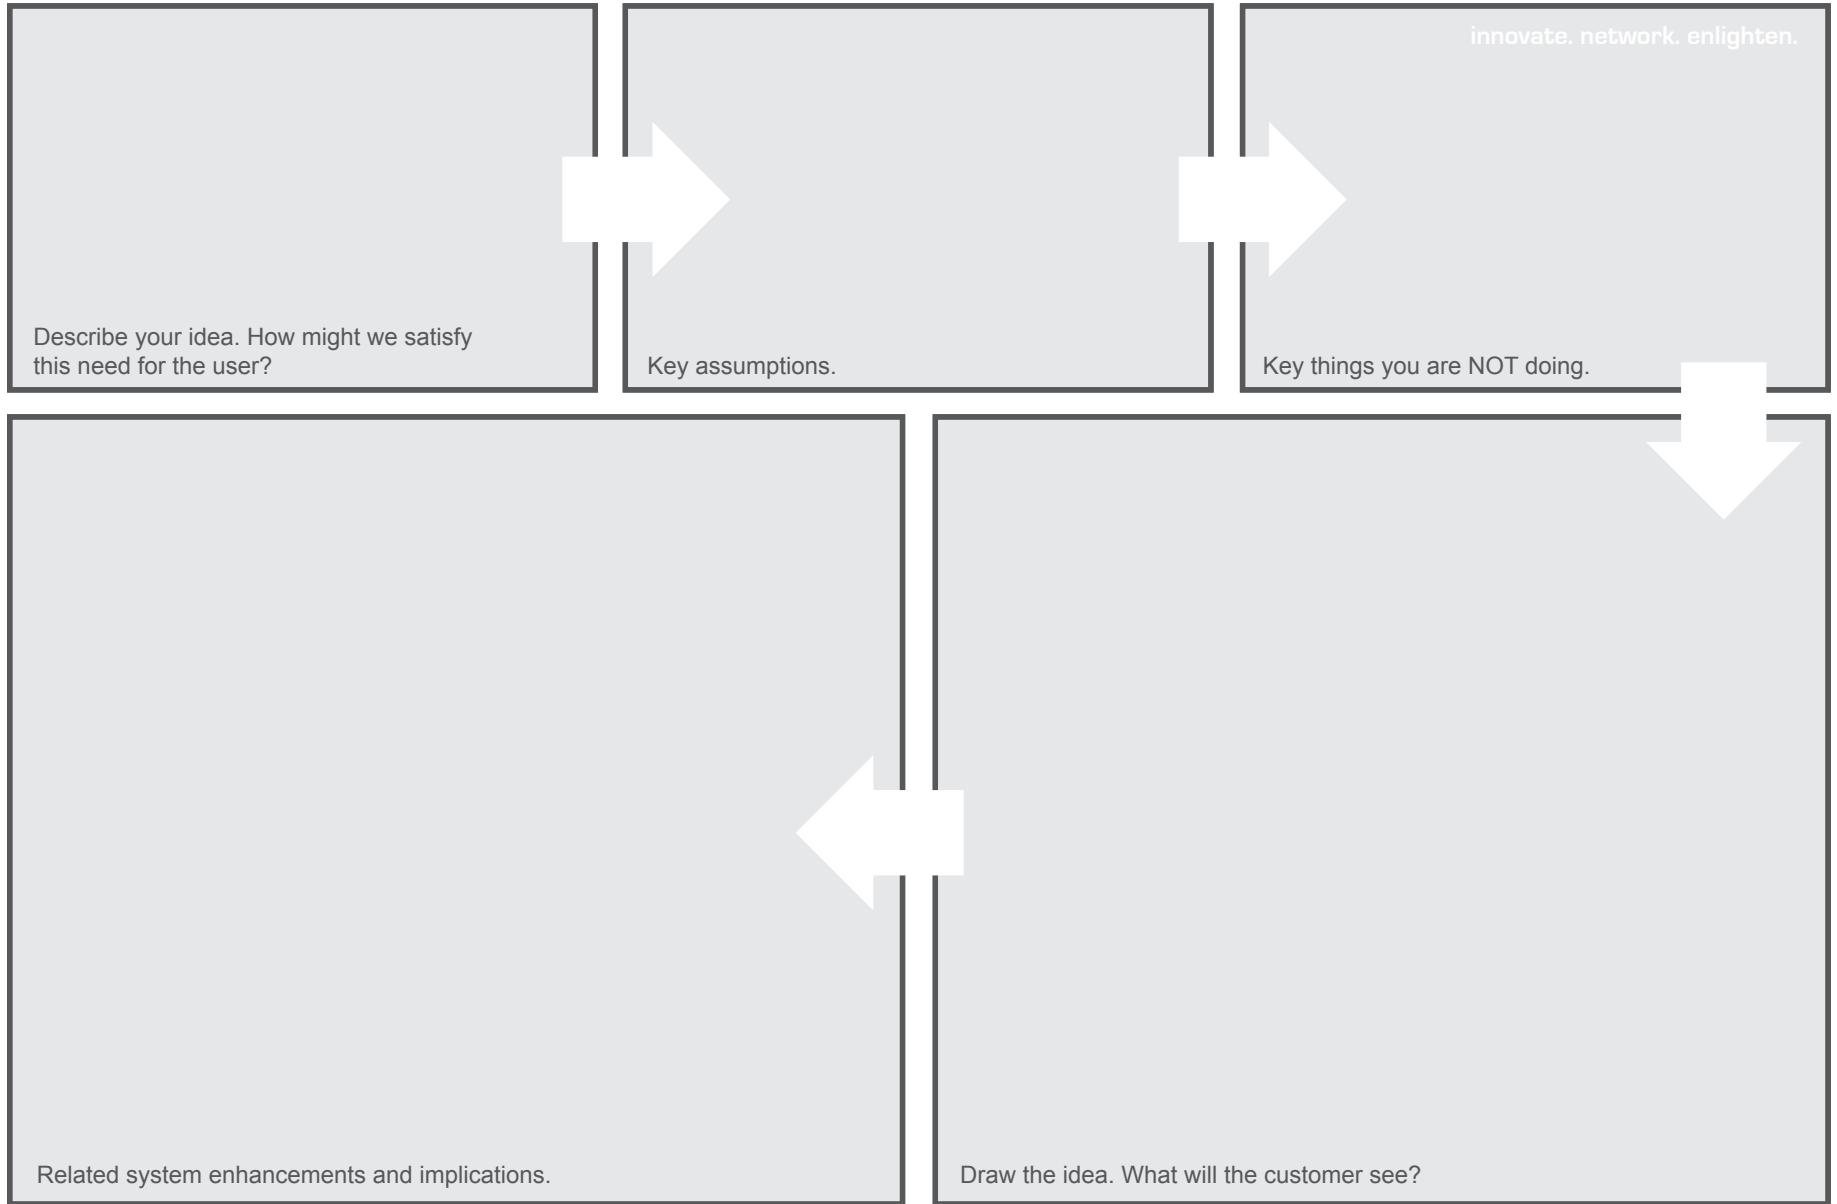 innovate. network. enlighten.
Describe your idea. How might we satisfy
this need for the user?
Key assumptions.
Key things you are NOT doing.
Related system enhancements and implications.
Draw the idea. What will the customer see?